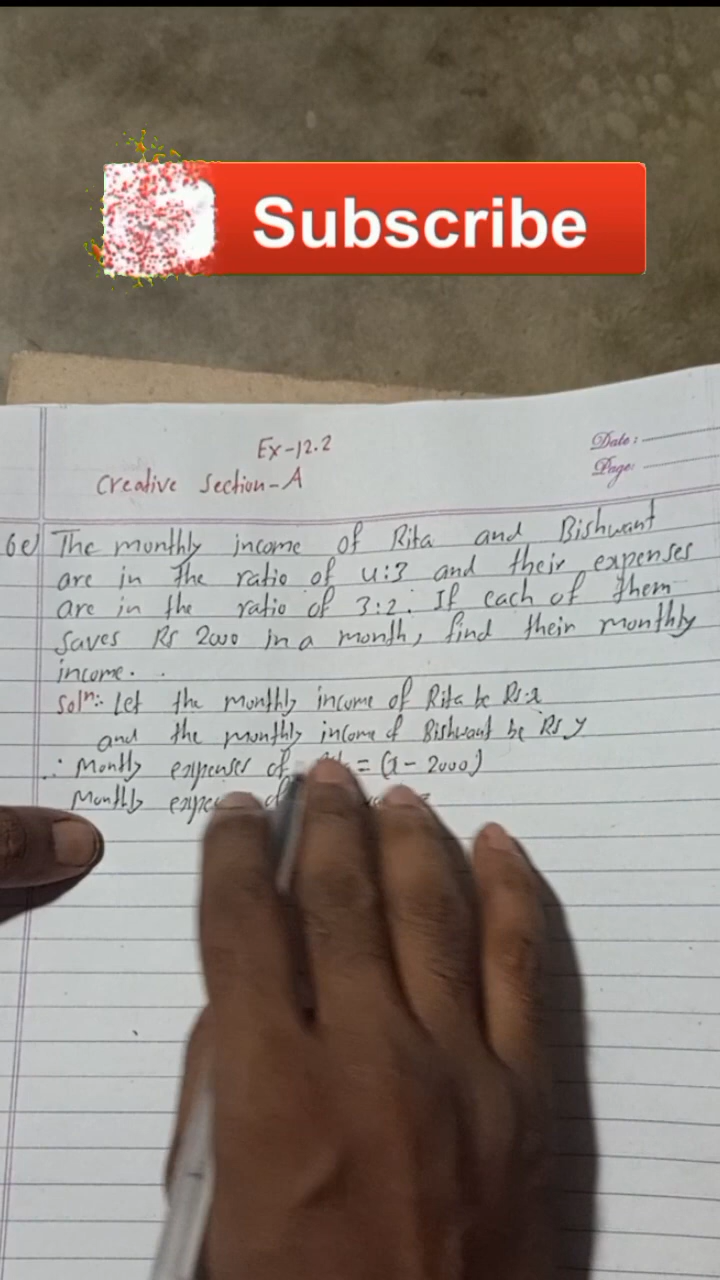 Subscribe
Ex-12.2
Date:
Creative Section-A
Page:
6e) The monthly income of Rita and Bishwant
are in the ratio of 4:3 and their expenses
are in the ratio of 3:2. If each of them
saves Rs 2000 in a month, find their monthly
income.
Solⁿ: Let the monthly income of Rita be Rs x
and the monthly income of Bishwant be Rs y
∴ Monthly expenses of = (x - 2000)
Monthly